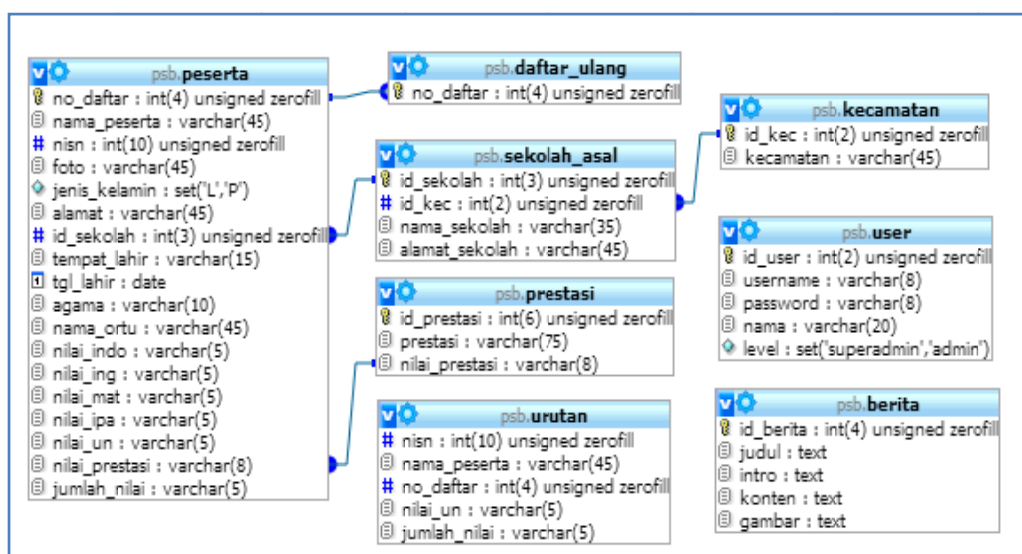 psb.peserta
no_daftar : int(4) unsigned zerofill
nama_peserta : varchar(45)
# nisn : int(10) unsigned zerofill
foto : varchar(45)
jenis_kelamin : set('L','P')
alamat : varchar(45)
# id_sekolah : int(3) unsigned zerofill
tempat_lahir : varchar(15)
tgl_lahir : date
agama : varchar(10)
nama_ortu : varchar(45)
nilai_indo : varchar(5)
nilai_ing : varchar(5)
nilai_mat : varchar(5)
nilai_ipa : varchar(5)
nilai_un : varchar(5)
nilai_prestasi : varchar(8)
jumlah_nilai : varchar(5)
psb.daftar_ulang
no_daftar : int(4) unsigned zerofill
psb.sekolah_asal
id_sekolah : int(3) unsigned zerofill
# id_kec : int(2) unsigned zerofill
nama_sekolah : varchar(35)
alamat_sekolah : varchar(45)
psb.prestasi
id_prestasi : int(6) unsigned zerofill
prestasi : varchar(75)
nilai_prestasi : varchar(8)
psb.urutan
# nisn : int(10) unsigned zerofill
nama_peserta : varchar(45)
# no_daftar : int(4) unsigned zerofill
nilai_un : varchar(5)
jumlah_nilai : varchar(5)
psb.kecamatan
id_kec : int(2) unsigned zerofill
kecamatan : varchar(45)
psb.user
id_user : int(2) unsigned zerofill
username : varchar(8)
password : varchar(8)
nama : varchar(20)
level : set('superadmin','admin')
psb.berita
id_berita : int(4) unsigned zerofill
judul : text
intro : text
konten : text
gambar : text